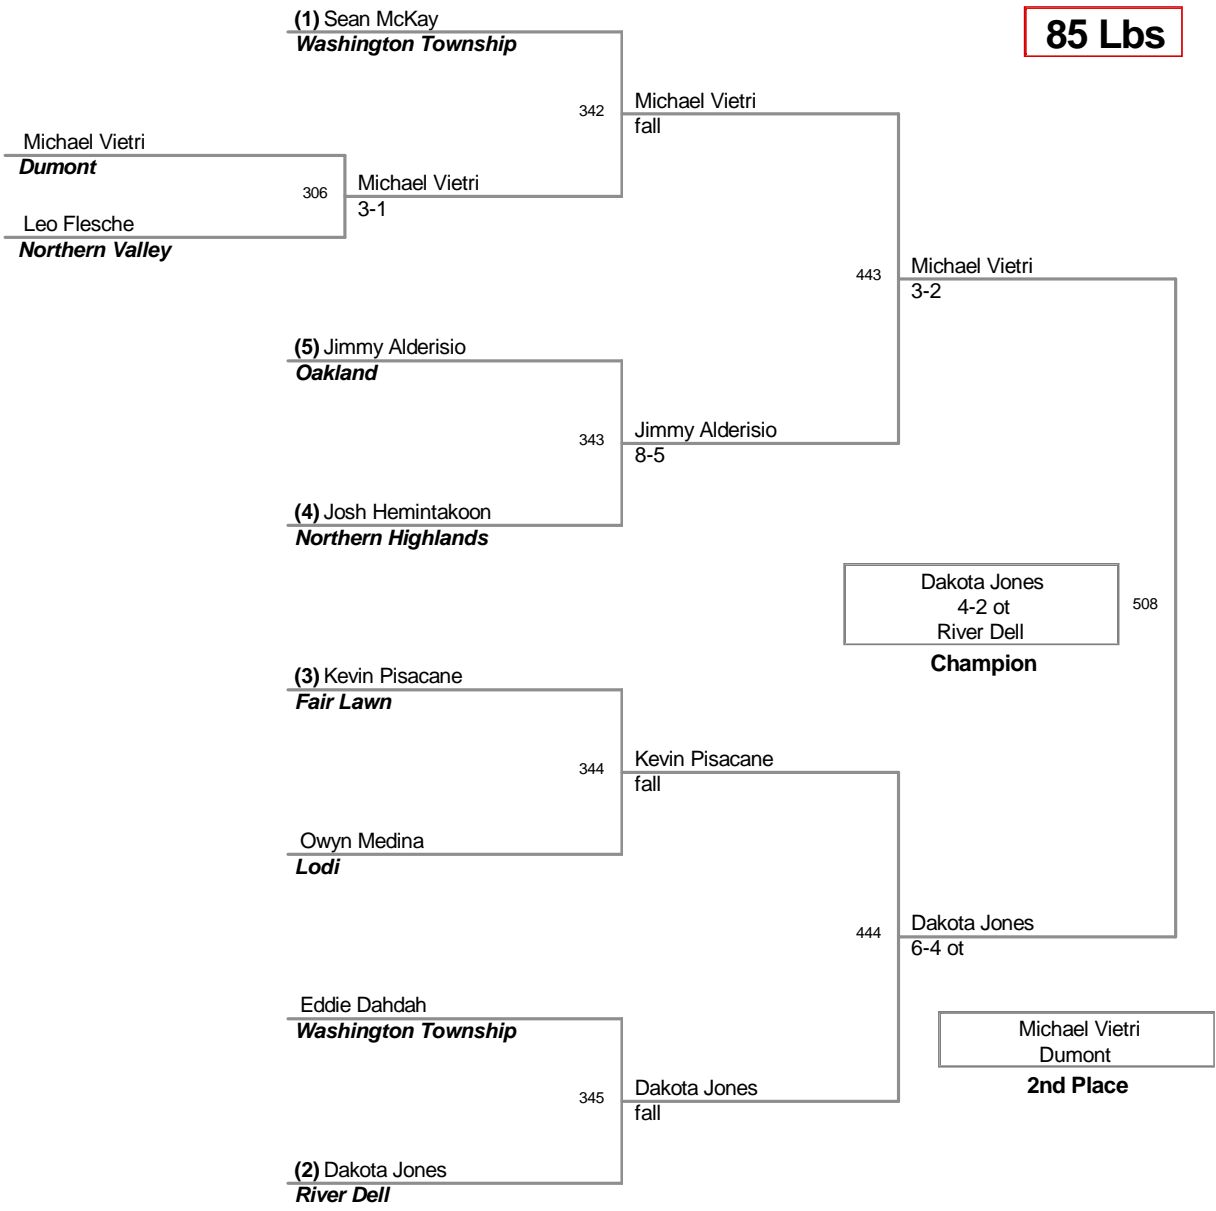 (1) Sean McKay
Washington Township
85 Lbs
342
Michael Vietri
fall
Michael Vietri
Dumont
306
Michael Vietri
3-1
Leo Flesche
Northern Valley
443
Michael Vietri
3-2
(5) Jimmy Alderisio
Oakland
343
Jimmy Alderisio
8-5
(4) Josh Hemintakoon
Northern Highlands
Dakota Jones
4-2 ot
River Dell
508
Champion
(3) Kevin Pisacane
Fair Lawn
344
Kevin Pisacane
fall
Owyn Medina
Lodi
444
Dakota Jones
6-4 ot
Eddie Dahdah
Washington Township
Michael Vietri
Dumont
2nd Place
345
Dakota Jones
fall
(2) Dakota Jones
River Dell